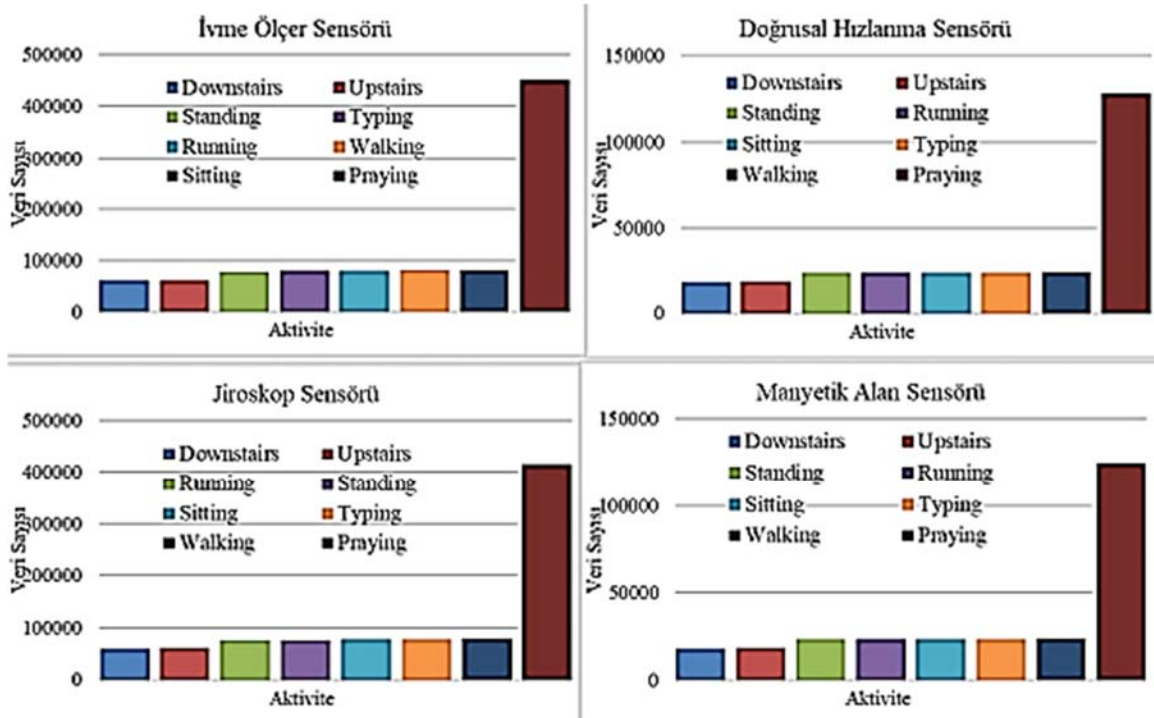 İvme Ölçer Sensörü
500000
400000
300000
200000
100000
0
Veri Sayısı
Downstairs Upstairs
Standing Typing
Running Walking
Sitting Praying
Aktivite
Doğrusal Hızlanma Sensörü
150000
100000
50000
0
Veri Sayısı
Downstairs Upstairs
Standing Running
Sitting Typing
Walking Praying
Aktivite
Jiroskop Sensörü
500000
400000
300000
200000
100000
0
Veri Sayısı
Downstairs Upstairs
Running Standing
Sitting Typing
Walking Praying
Aktivite
Manyetik Alan Sensörü
150000
100000
50000
0
Veri Sayısı
Downstairs Upstairs
Standing Running
Sitting Typing
Walking Praying
Aktivite